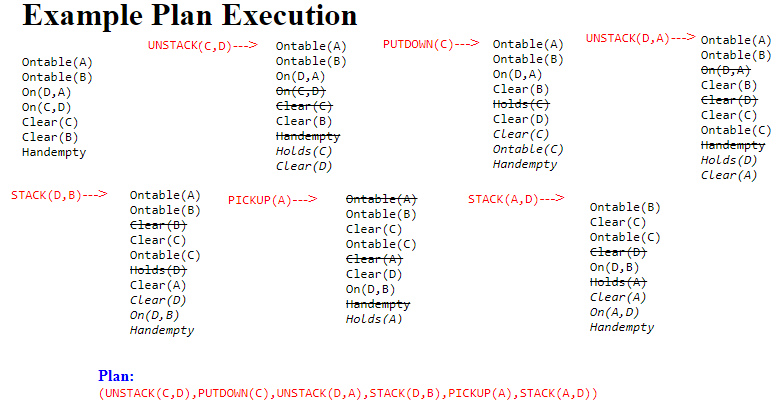 Example Plan Execution
Ontable(A)
Ontable(B)
On(D,A)
On(C,D)
Clear(C)
Clear(B)
Handempty
UNSTACK(C,D)--->
Ontable(A)
Ontable(B)
On(D,A)
On(C,D)
Clear(C)
Clear(B)
Handempty
Holds(C)
Clear(D)
PUTDOWN(C)--->
Ontable(A)
Ontable(B)
On(D,A)
Clear(B)
Holds(C)
Clear(D)
Clear(C)
Ontable(C)
Handempty
UNSTACK(D,A)--->
Ontable(A)
Ontable(B)
On(D,A)
Clear(B)
Clear(D)
Clear(C)
Ontable(C)
Handempty
Holds(D)
Clear(A)
STACK(D,B)--->
Ontable(A)
Ontable(B)
Clear(B)
Clear(C)
Ontable(C)
Holds(D)
Clear(A)
Clear(D)
On(D,B)
Handempty
PICKUP(A)--->
Ontable(A)
Ontable(B)
Clear(C)
Ontable(C)
Clear(A)
Clear(D)
On(D,B)
Handempty
Holds(A)
STACK(A,D)--->
Ontable(B)
Clear(C)
Ontable(C)
Clear(D)
On(D,B)
Holds(A)
Clear(A)
On(A,D)
Handempty
Plan:
(UNSTACK(C,D),PUTDOWN(C),UNSTACK(D,A),STACK(D,B),PICKUP(A),STACK(A,D))